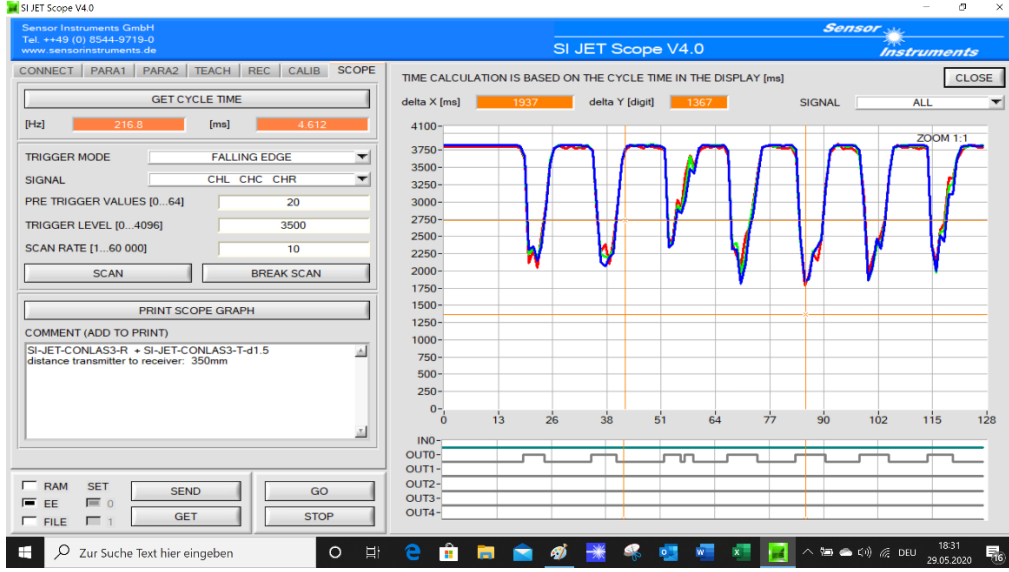 SI JET Scope V4.0
Sensor Instruments GmbH
Tel. ++49 (0) 8544-9719-0
www.sensorinstruments.de
SI JET Scope V4.0
Sensor
Instruments
CONNECT PARA1 PARA2 TEACH REC CALIB SCOPE
GET CYCLE TIME
[Hz] 216.8 [ms] 4.612
TRIGGER MODE FALLING EDGE
SIGNAL CHL CHC CHR
PRE TRIGGER VALUES [0...64] 20
TRIGGER LEVEL [0...4096] 3500
SCAN RATE [1...60 000] 10
SCAN BREAK SCAN
PRINT SCOPE GRAPH
COMMENT (ADD TO PRINT)
SI-JET-CONLAS3-R + SI-JET-CONLAS3-T-d1.5
distance transmitter to receiver: 350mm
RAM SET SEND GO
EE 0
FILE 1 GET STOP
TIME CALCULATION IS BASED ON THE CYCLE TIME IN THE DISPLAY [ms] CLOSE
delta X [ms] 1937 delta Y [digit] 1367 SIGNAL ALL
ZOOM 1:1
4100
3750
3500
3250
3000
2750
2500
2250
2000
1750
1500
1250
1000
750
500
250
0
0 13 26 38 51 64 77 90 102 115 128
IN0
OUT0
OUT1
OUT2
OUT3
OUT4
Zur Suche Text hier eingeben
DEU
18:31
29.05.2020
16